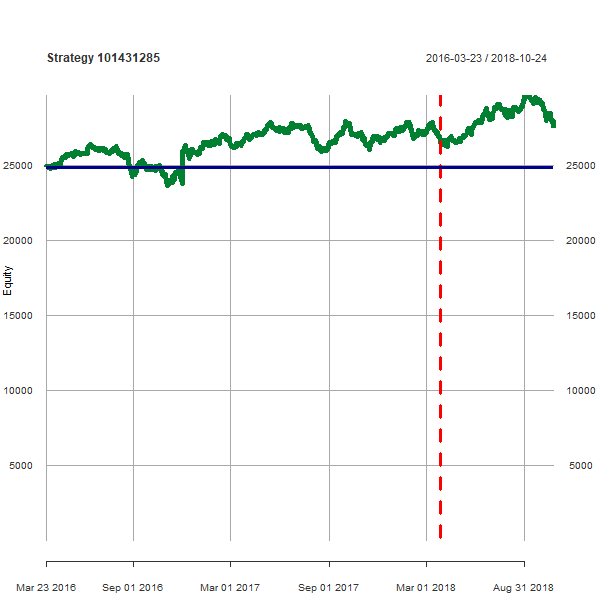 Strategy 101431285
2016-03-23 / 2018-10-24
25000
25000
20000
20000
Equity
15000
15000
10000
10000
5000
5000
Mar 23 2016
Sep 01 2016
Mar 01 2017
Sep 01 2017
Mar 01 2018
Aug 31 2018